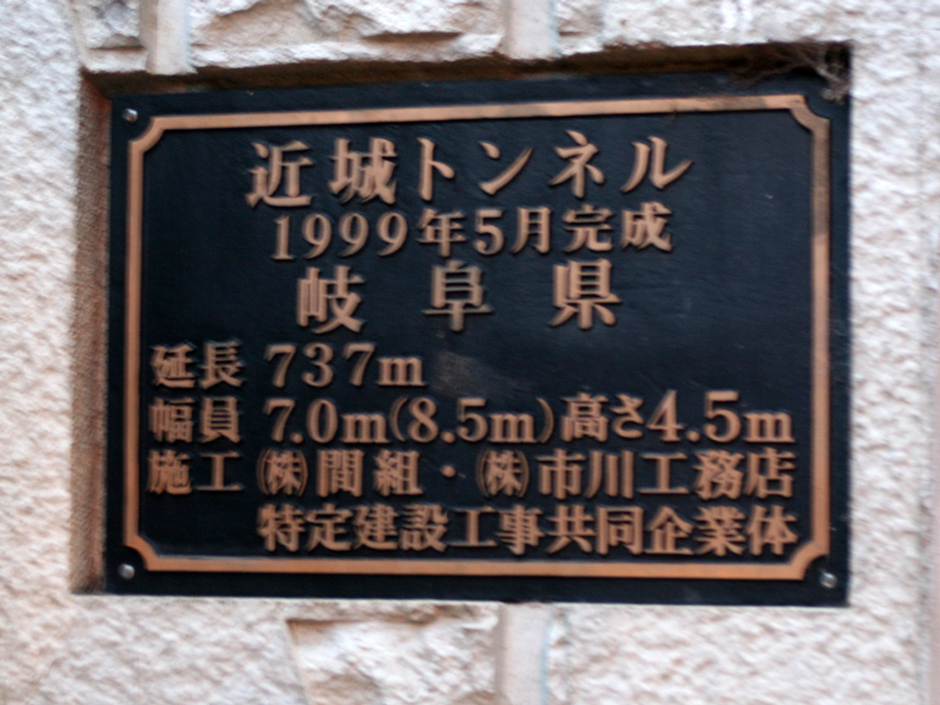 近城トンネル
1999年5月完成
岐阜県
延長 737m
幅員 7.0m(8.5m)高さ4.5m
施工 ㈱間組・㈱市川工務店
特定建設工事共同企業体